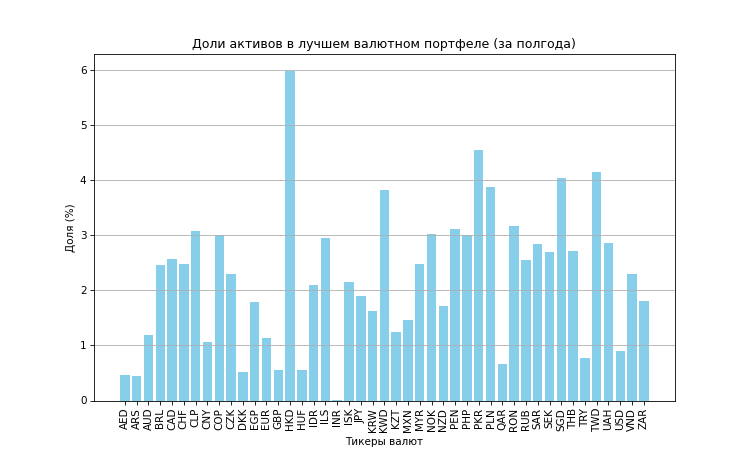 Доли активов в лучшем валютном портфеле (за полгода)
Доля (%)
6
5
4
3
2
1
0
AED ARS AUD BRL CAD CHF CLP CNY COP CZK DKK EGP EUR GBP HKD HUF IDR ILS INR ISK JPY KRW KWD KZT MXN MYR NOK NZD PEN PHP PKR PLN QAR RON RUB SAR SEK SGD THB TRY TWD UAH USD VND ZAR
Тикеры валют